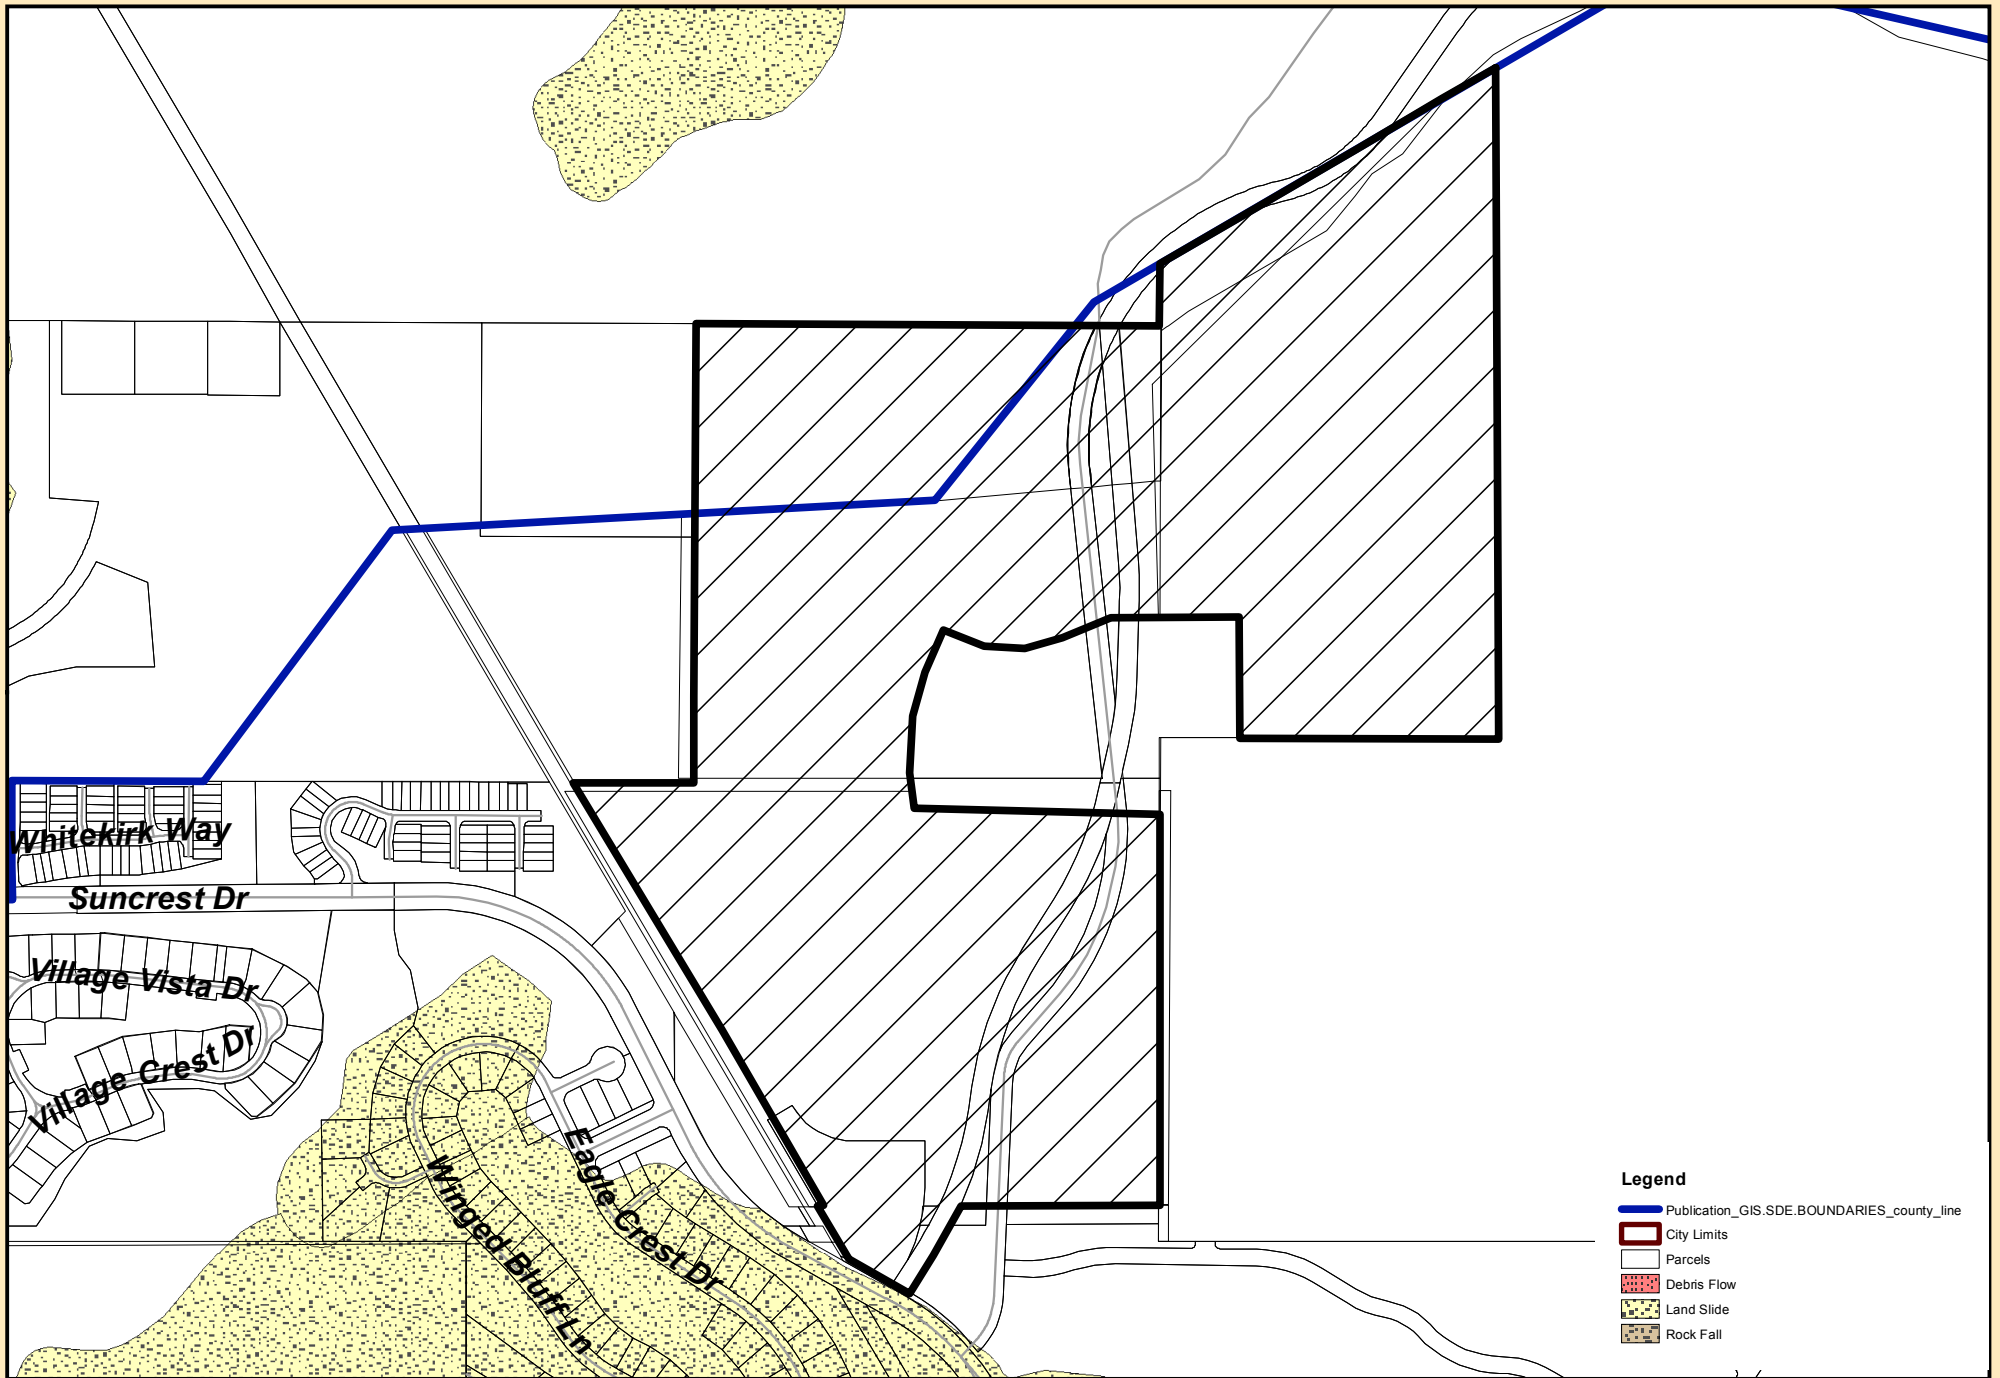 Whitekirk Way
Suncrest Dr
Village Vista Dr
Village Crest Dr
Eagle Crest Dr
Winged Bluff Ln
Legend
Publication_GIS.SDE.BOUNDARIES_county_line
City Limits
Parcels
Debris Flow
Land Slide
Rock Fall